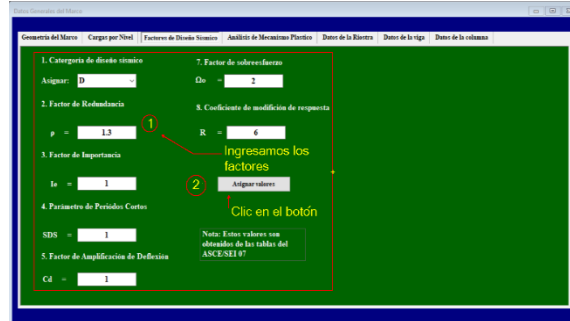 Datos Generales del Marco
Geometría del Marco
Cargas por Nivel
Factores de Diseño Sísmico
Análisis de Mecanismo Plastico
Datos de la Riostra
Datos de la viga
Datos de la columna
1. Catergoría de diseño sísmico
Asignar:
D
2. Factor de Redundancia
ρ = 1.3
3. Factor de Importancia
Ie = 1
4. Parámetro de Periódos Cortos
SDS = 1
5. Factor de Amplificación de Deflexión
Cd = 1
7. Factor de sobreesfuerzo
Ωo = 2
8. Coeficiente de modifición de respuesta
R = 6
1
Ingresamos los
factores
2
Asignar valores
Clic en el botón
Nota: Estos valores son
obtenidos de las tablas del
ASCE/SEI 07